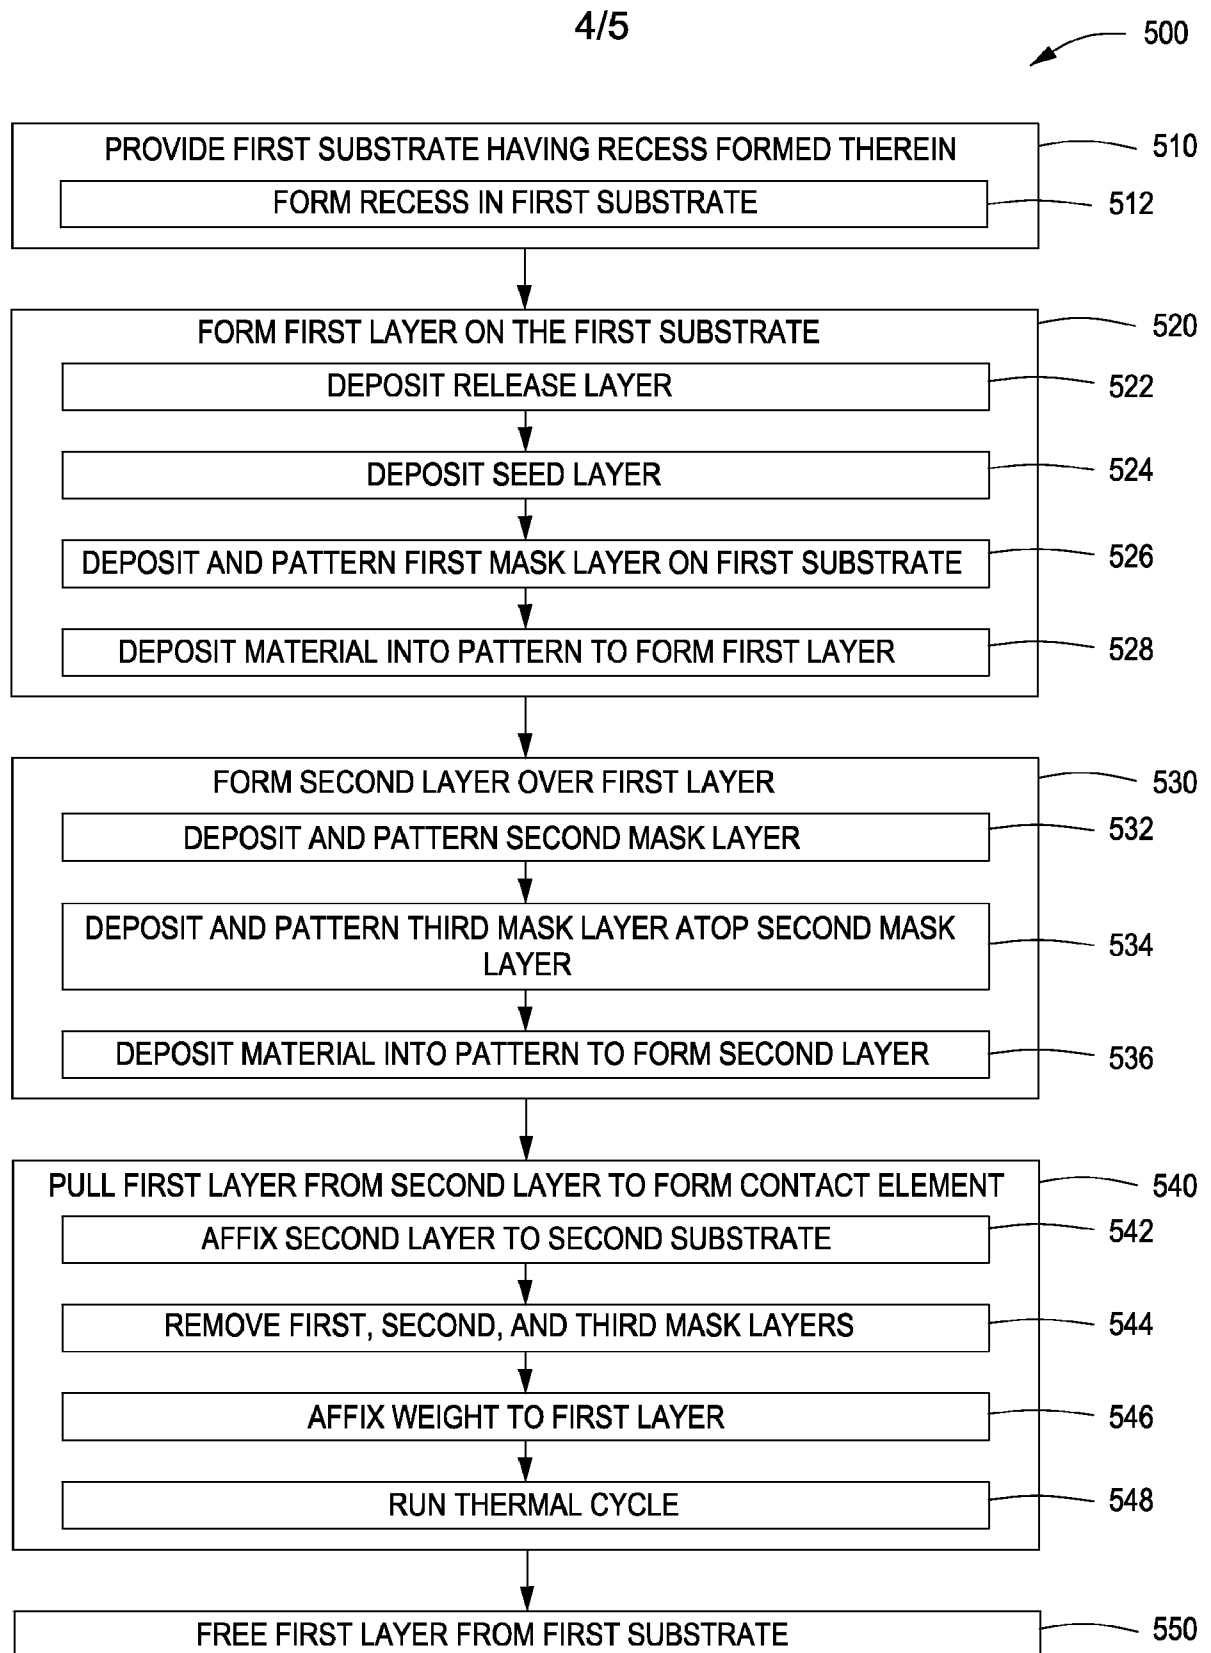 4/5
500
PROVIDE FIRST SUBSTRATE HAVING RECESS FORMED THEREIN
510
FORM RECESS IN FIRST SUBSTRATE
512
FORM FIRST LAYER ON THE FIRST SUBSTRATE
520
DEPOSIT RELEASE LAYER
522
DEPOSIT SEED LAYER
524
DEPOSIT AND PATTERN FIRST MASK LAYER ON FIRST SUBSTRATE
526
DEPOSIT MATERIAL INTO PATTERN TO FORM FIRST LAYER
528
FORM SECOND LAYER OVER FIRST LAYER
530
DEPOSIT AND PATTERN SECOND MASK LAYER
532
DEPOSIT AND PATTERN THIRD MASK LAYER ATOP SECOND MASK
LAYER
534
DEPOSIT MATERIAL INTO PATTERN TO FORM SECOND LAYER
536
PULL FIRST LAYER FROM SECOND LAYER TO FORM CONTACT ELEMENT
540
AFFIX SECOND LAYER TO SECOND SUBSTRATE
542
REMOVE FIRST, SECOND, AND THIRD MASK LAYERS
544
AFFIX WEIGHT TO FIRST LAYER
546
RUN THERMAL CYCLE
548
FREE FIRST LAYER FROM FIRST SUBSTRATE
550